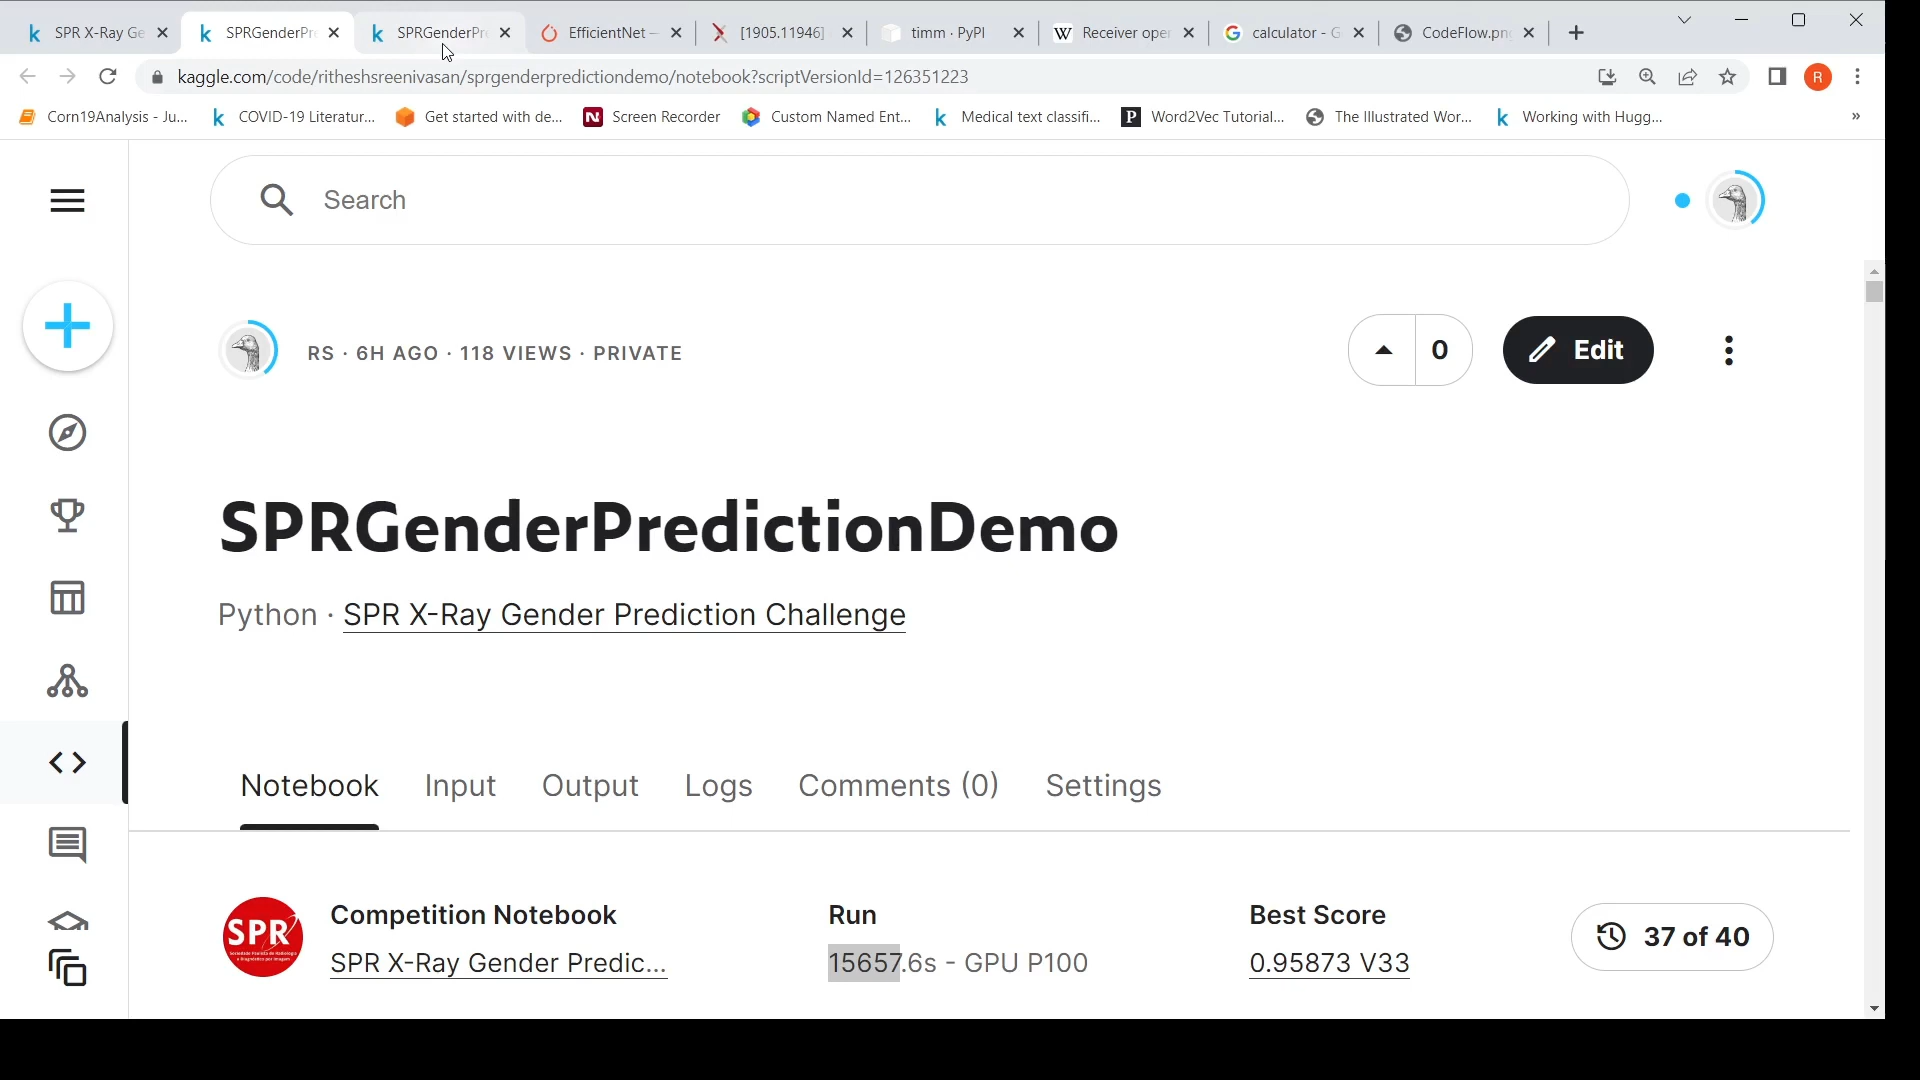 SPR X-Ray Ge
SPRGenderPr
SPRGenderPr
EfficientNet —
[1905.11946]
timm · PyPI
W Receiver oper
calculator - G
CodeFlow.pn
kaggle.com/code/ritheshsreenivasan/sprgenderpredictiondemo/notebook?scriptVersionId=126351223
R
Corn19Analysis - Ju...
COVID-19 Literatur...
Get started with de...
N Screen Recorder
Custom Named Ent...
Medical text classifi...
P Word2Vec Tutorial...
The Illustrated Wor...
Working with Hugg...
»
Search
RS · 6H AGO · 118 VIEWS · PRIVATE
0
Edit
SPRGenderPredictionDemo
Python · SPR X-Ray Gender Prediction Challenge
Notebook
Input
Output
Logs
Comments (0)
Settings
SPR
Competition Notebook
SPR X-Ray Gender Predic...
Run
15657.6s - GPU P100
Best Score
0.95873 V33
37 of 40